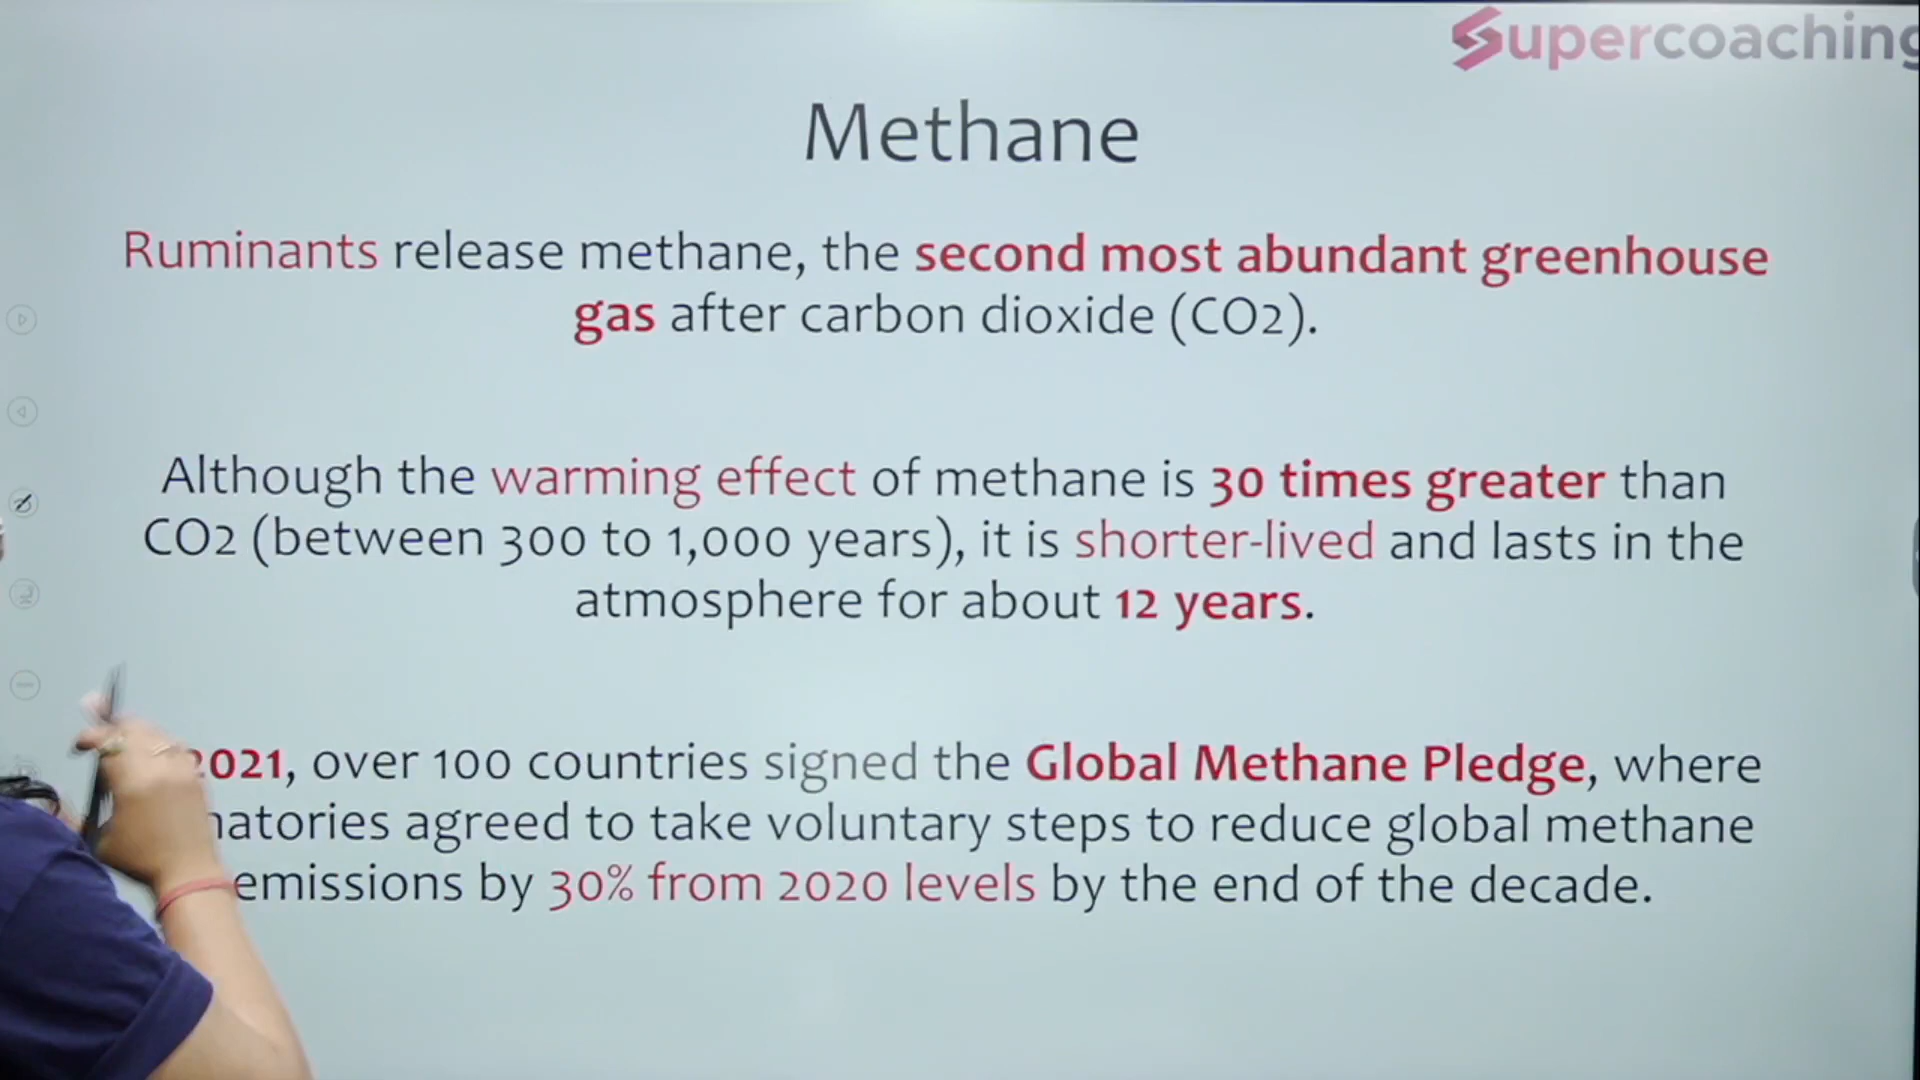 Supercoaching
Methane
Ruminants release methane, the second most abundant greenhouse
gas after carbon dioxide (CO2).
Although the warming effect of methane is 30 times greater than
CO2 (between 300 to 1,000 years), it is shorter-lived and lasts in the
atmosphere for about 12 years.
2021, over 100 countries signed the Global Methane Pledge, where
agreed to take voluntary steps to reduce global methane
emissions by 30% from 2020 levels by the end of the decade.